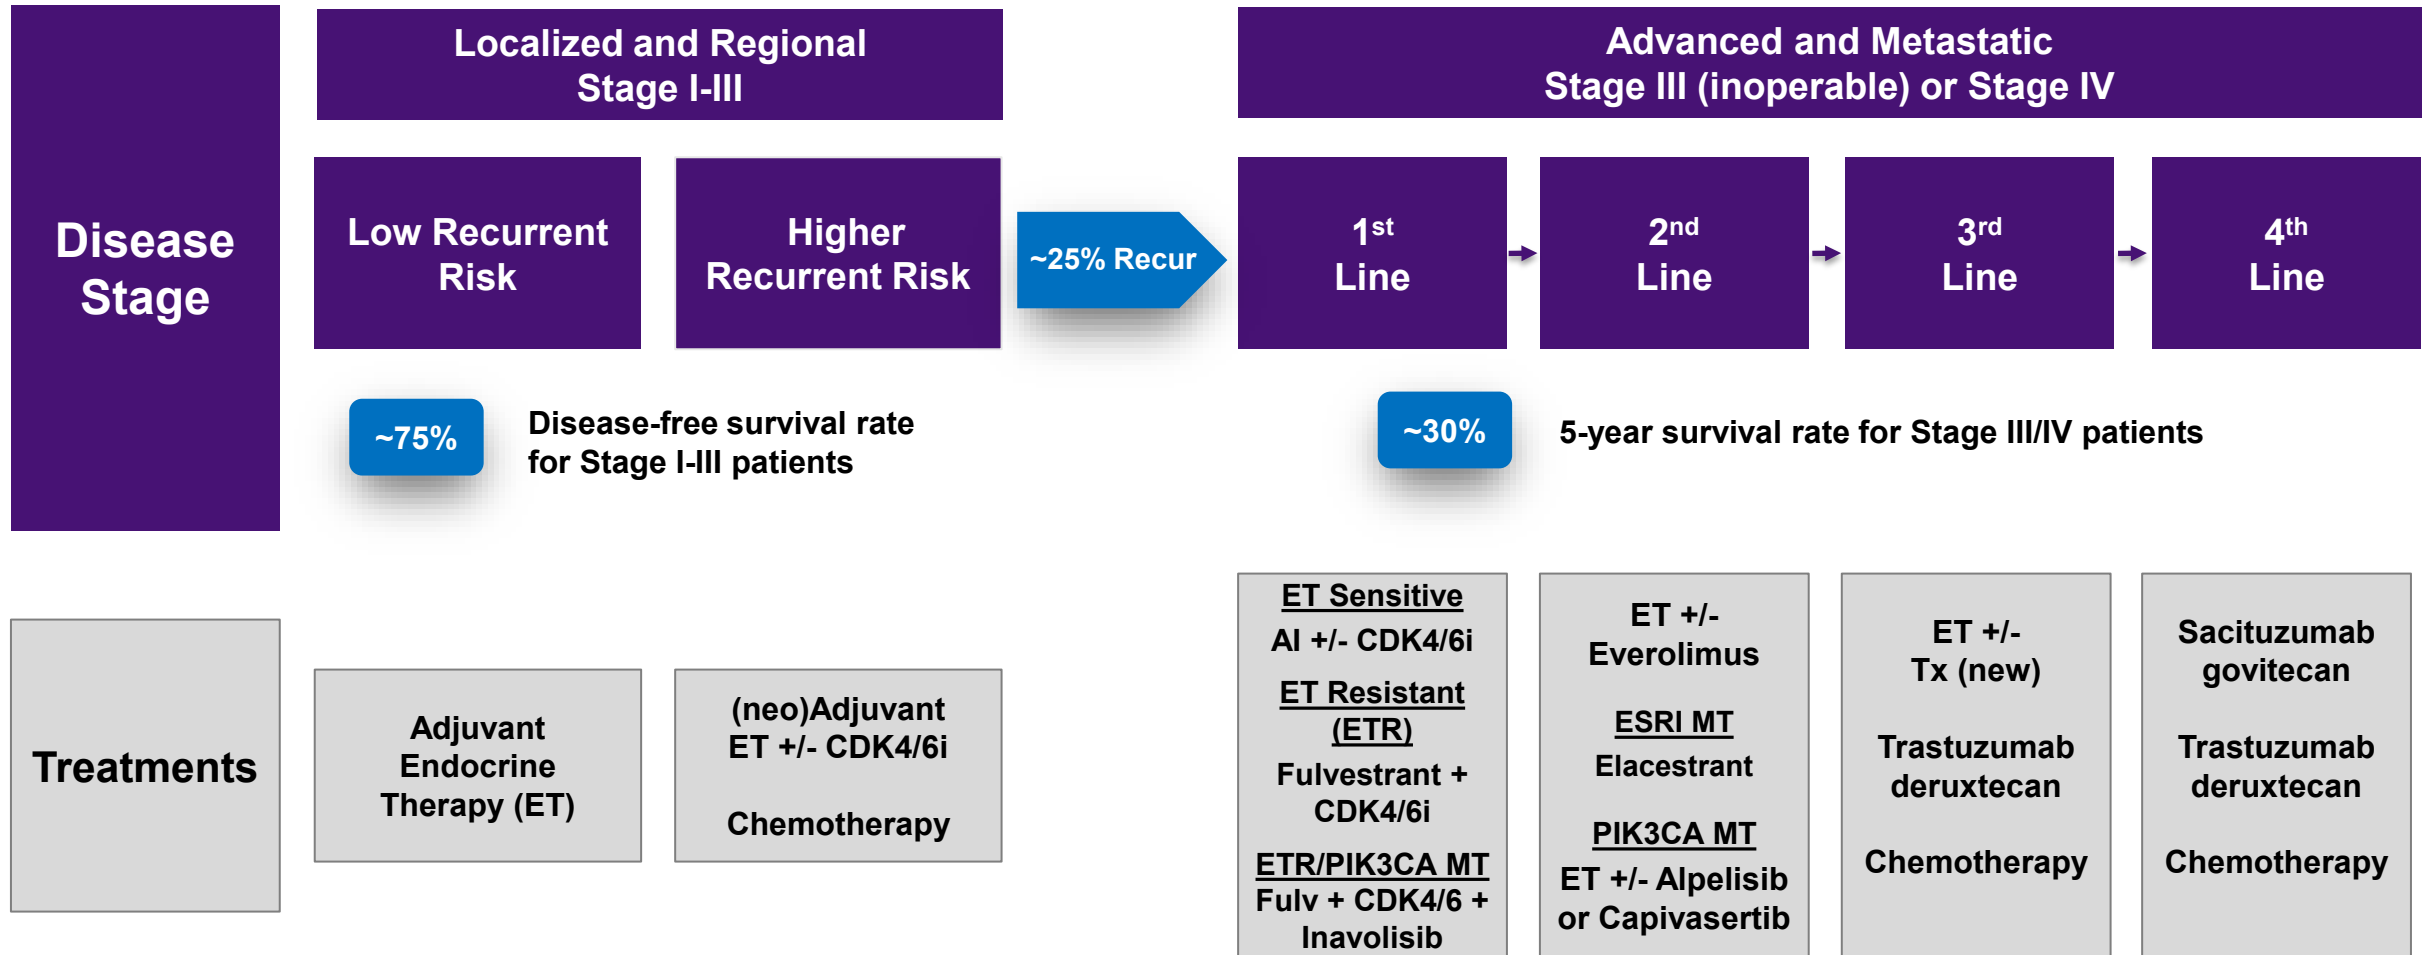 Disease
Stage
Localized and Regional
Stage I-III
Advanced and Metastatic
Stage III (inoperable) or Stage IV
Low Recurrent
Risk
Higher
Recurrent Risk
~25% Recur
1st
Line
2nd
Line
3rd
Line
4th
Line
~75%
Disease-free survival rate
for Stage I-III patients
~30%
5-year survival rate for Stage III/IV patients
Treatments
Adjuvant
Endocrine
Therapy (ET)
(neo)Adjuvant
ET +/- CDK4/6i
Chemotherapy
ET Sensitive
AI +/- CDK4/6i
ET Resistant
(ETR)
Fulvestrant +
CDK4/6i
ETR/PIK3CA MT
Fulv + CDK4/6 +
Inavolisib
ET +/-
Everolimus
ESRI MT
Elacestrant
PIK3CA MT
ET +/- Alpelisib
or Capivasertib
ET +/-
Tx (new)
Trastuzumab
deruxtecan
Chemotherapy
Sacituzumab
govitecan
Trastuzumab
deruxtecan
Chemotherapy